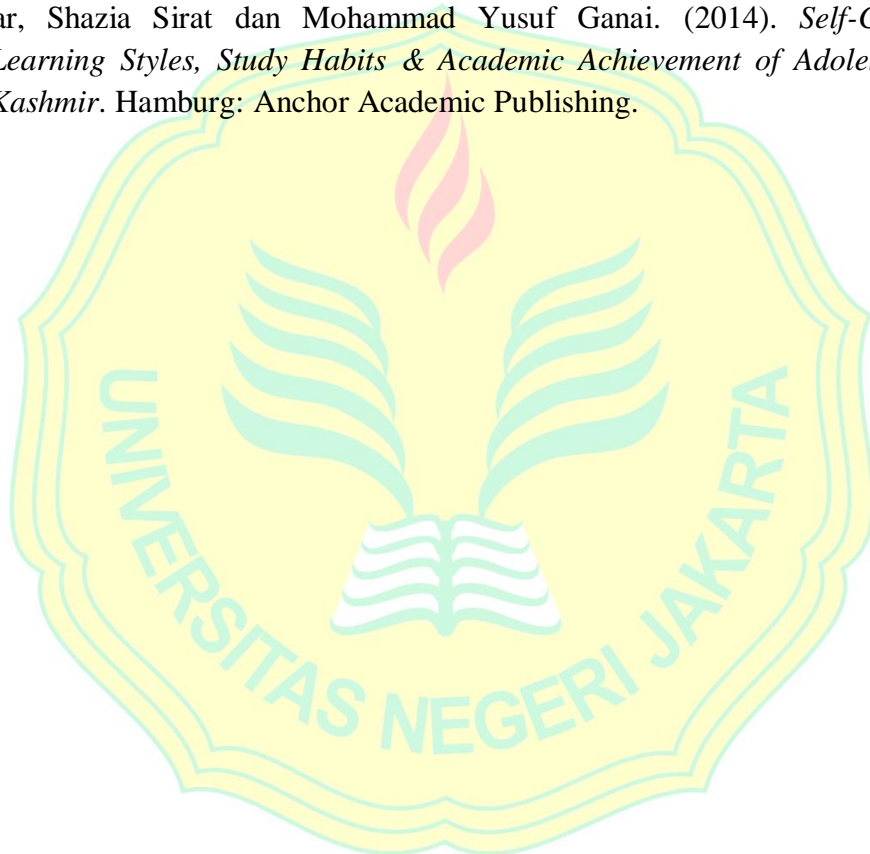 ar, Shazia Sirat dan Mohammad Yusuf Ganai. (2014). Self-C
Learning Styles, Study Habits & Academic Achievement of Adole
Kashmir. Hamburg: Anchor Academic Publishing.
UNIVERSITAS NEGERI JAKARTA